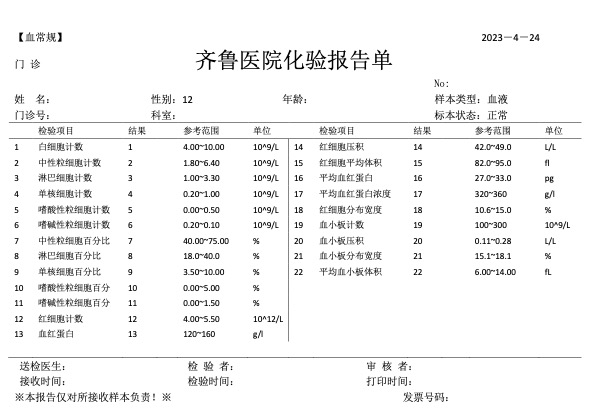 【血常规】 2023－4－24
门 诊 齐鲁医院化验报告单
No:
姓 名: 性别: 12 年龄: 样本类型: 血液
门诊号: 科室: 标本状态: 正常
检验项目 结果 参考范围 单位 检验项目 结果 参考范围 单位
1 白细胞计数 1 4.00~10.00 10^9/L 14 红细胞压积 14 42.0~49.0 L/L
2 中性粒细胞计数 2 1.80~6.40 10^9/L 15 红细胞平均体积 15 82.0~95.0 fl
3 淋巴细胞计数 3 1.00~3.30 10^9/L 16 平均血红蛋白 16 27.0~33.0 pg
4 单核细胞计数 4 0.20~1.00 10^9/L 17 平均血红蛋白浓度 17 320~360 g/l
5 嗜酸性粒细胞计数 5 0.00~0.50 10^9/L 18 红细胞分布宽度 18 10.6~15.0 %
6 嗜碱性粒细胞计数 6 0.20~0.10 10^9/L 19 血小板计数 19 100~300 10^9/L
7 中性粒细胞百分比 7 40.00~75.00 % 20 血小板压积 20 0.11~0.28 L/L
8 淋巴细胞百分比 8 18.0~40.0 % 21 血小板分布宽度 21 15.1~18.1 %
9 单核细胞百分比 9 3.50~10.00 % 22 平均血小板体积 22 6.00~14.00 fL
10 嗜酸性粒细胞百分 10 0.00~5.00 %
11 嗜碱性粒细胞百分 11 0.00~1.50 %
12 红细胞计数 12 4.00~5.50 10^12/L
13 血红蛋白 13 120~160 g/l
送检医生: 检 验 者: 审 核 者:
接收时间: 检验时间: 打印时间:
※本报告仅对所接收样本负责！※ 发票号码: